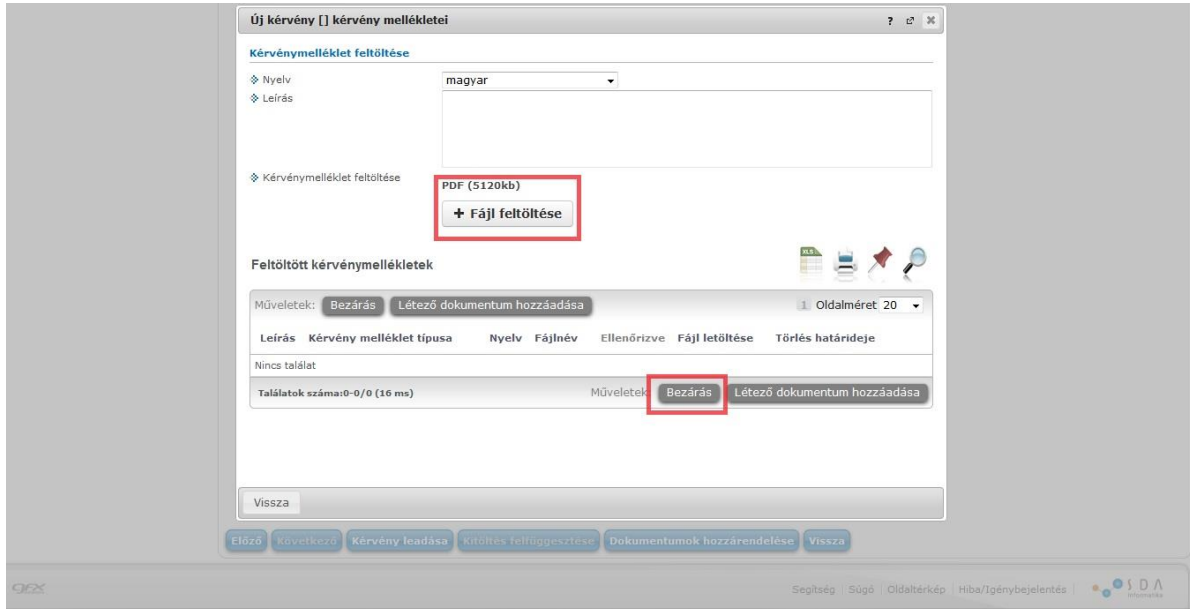 Új kérvény [] kérvény mellékletei ?
Kérvénymelléklet feltöltése
Nyelv magyar
Leírás
Kérvénymelléklet feltöltése
PDF (5120kb)
+ Fájl feltöltése
XLS
Feltöltött kérvénymellékletek
Műveletek: Bezárás Létező dokumentum hozzáadása 1 Oldalméret 20
Leírás Kérvény melléklet típusa Nyelv Fájlnév Ellenőrizve Fájl letöltése Törlés határideje
Nincs találat
Találatok száma:0-0/0 (16 ms) Műveletek: Bezárás Létező dokumentum hozzáadása
Vissza
Előző Következő Kérvény leadása Kitöltés felfüggesztése Dokumentumok hozzárendelése Vissza
Segítség Súgó Oldaltérkép Hiba/Igénybejelentés SDA
Informatika